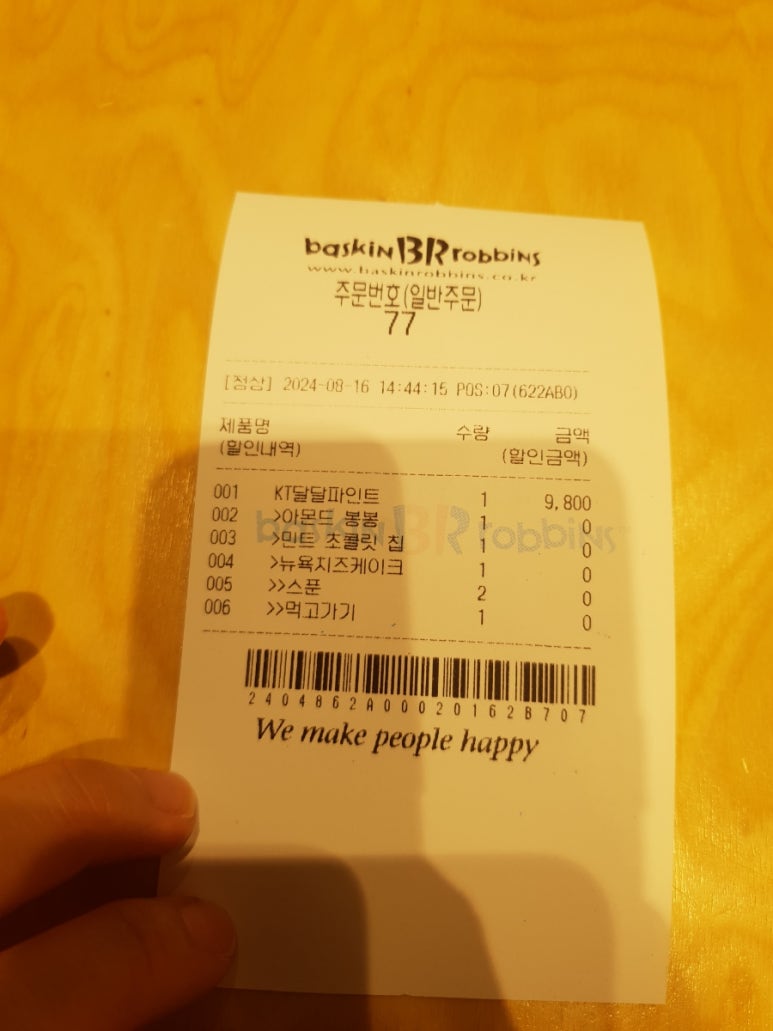 baskin BR robbins
www.baskinrobbins.co.kr
주문번호(일반주문)
77
[정상] 2024-08-16 14:44:15 POS:07(622AB0)
제품명 수량 금액
(할인내역) (할인금액)
001 KT달달파인트 1 9,800
002 >아몬드 봉봉 1 0
003 >민트 초콜릿 칩 1 0
004 >뉴욕치즈케이크 1 0
005 >>스푼 2 0
006 >>먹고가기 1 0
baskin BR robbins
2404862A00020162B707
We make people happy